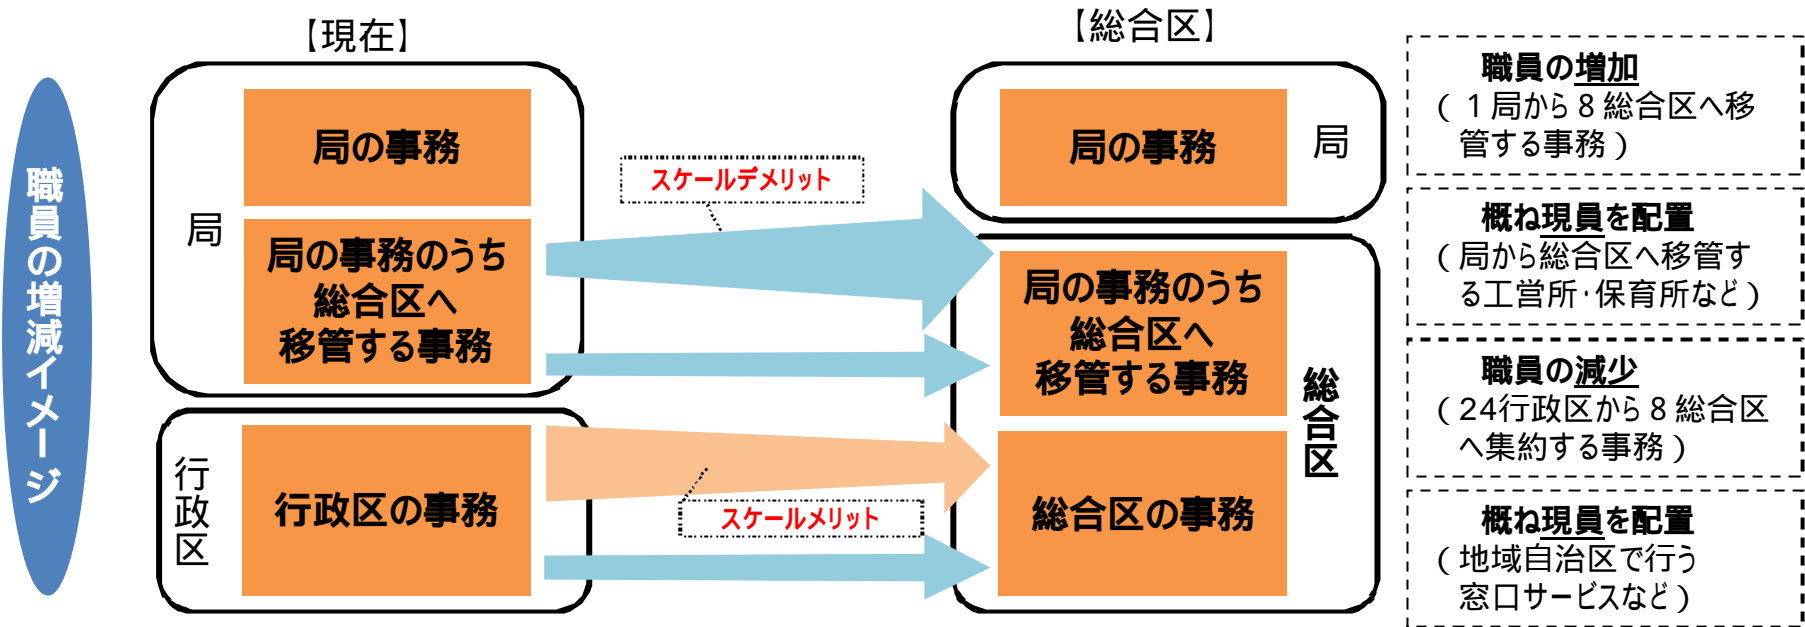 職員の増減イメージ
【現在】
局
局の事務
局の事務のうち
総合区へ
移管する事務
行政区
行政区の事務
スケールデメリット
スケールメリット
【総合区】
局の事務
局
局の事務のうち
総合区へ
移管する事務
総合区の事務
総合区
職員の増加
（１局から８総合区へ移
管する事務）
概ね現員を配置
（局から総合区へ移管す
る工営所・保育所など）
職員の減少
（24行政区から８総合区
へ集約する事務）
概ね現員を配置
（地域自治区で行う
窓口サービスなど）